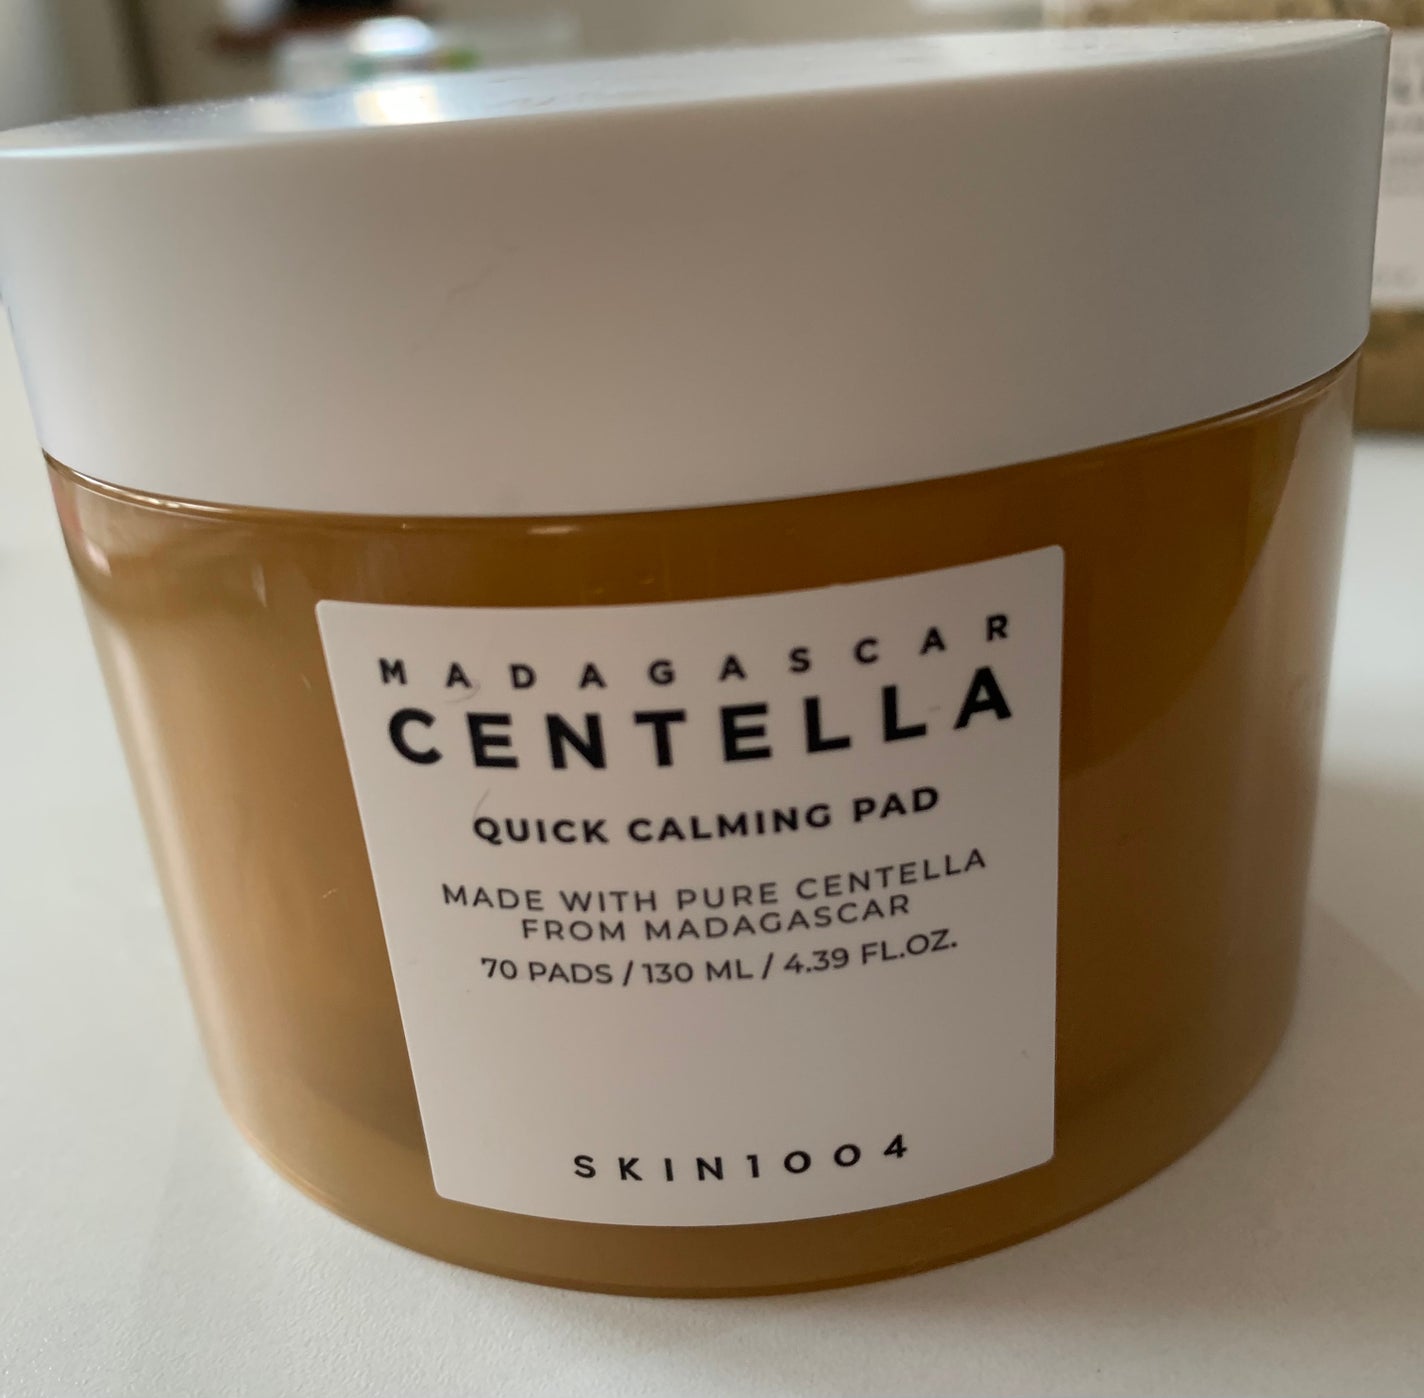 MADAGASCAR
CENTELLA
QUICK CALMING PAD
MADE WITH PURE CENTELLA
FROM MADAGASCAR
70 PADS / 130 ML / 4.39 FL.OZ.
SKIN1004